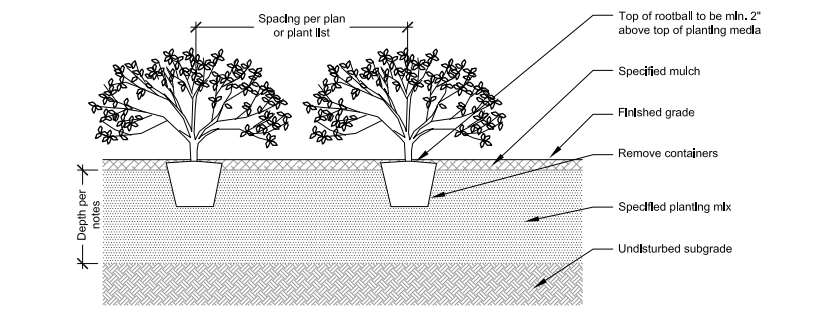 Spacing per plan
or plant list
Top of rootball to be min. 2"
above top of planting media
Specified mulch
Finished grade
Remove containers
Specified planting mix
Undisturbed subgrade
Depth per
notes